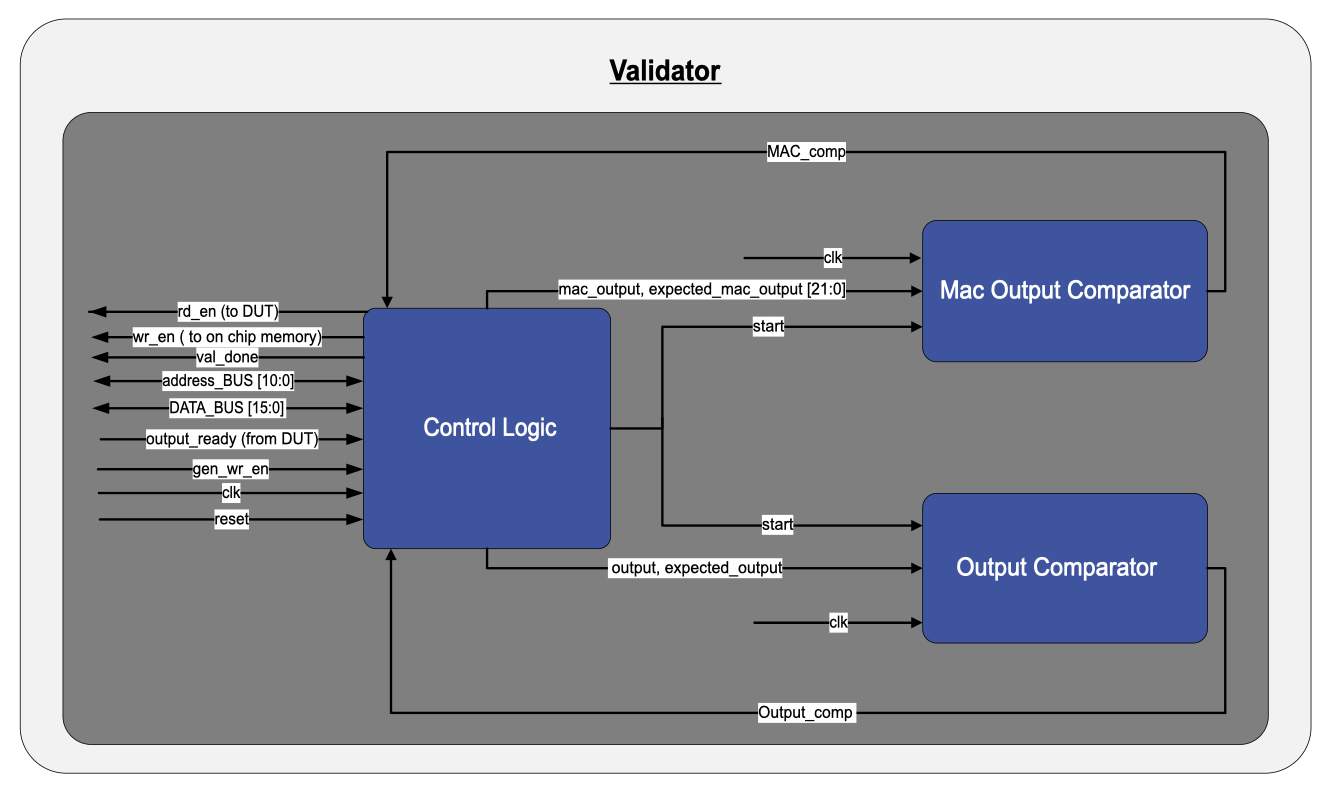 Validator
MAC_comp
clk
mac_output, expected_mac_output [21:0]
Mac Output Comparator
start
rd_en (to DUT)
wr_en ( to on chip memory)
val_done
address_BUS [10:0]
DATA_BUS [15:0]
output_ready (from DUT)
gen_wr_en
clk
reset
Control Logic
start
output, expected_output
Output Comparator
clk
Output_comp